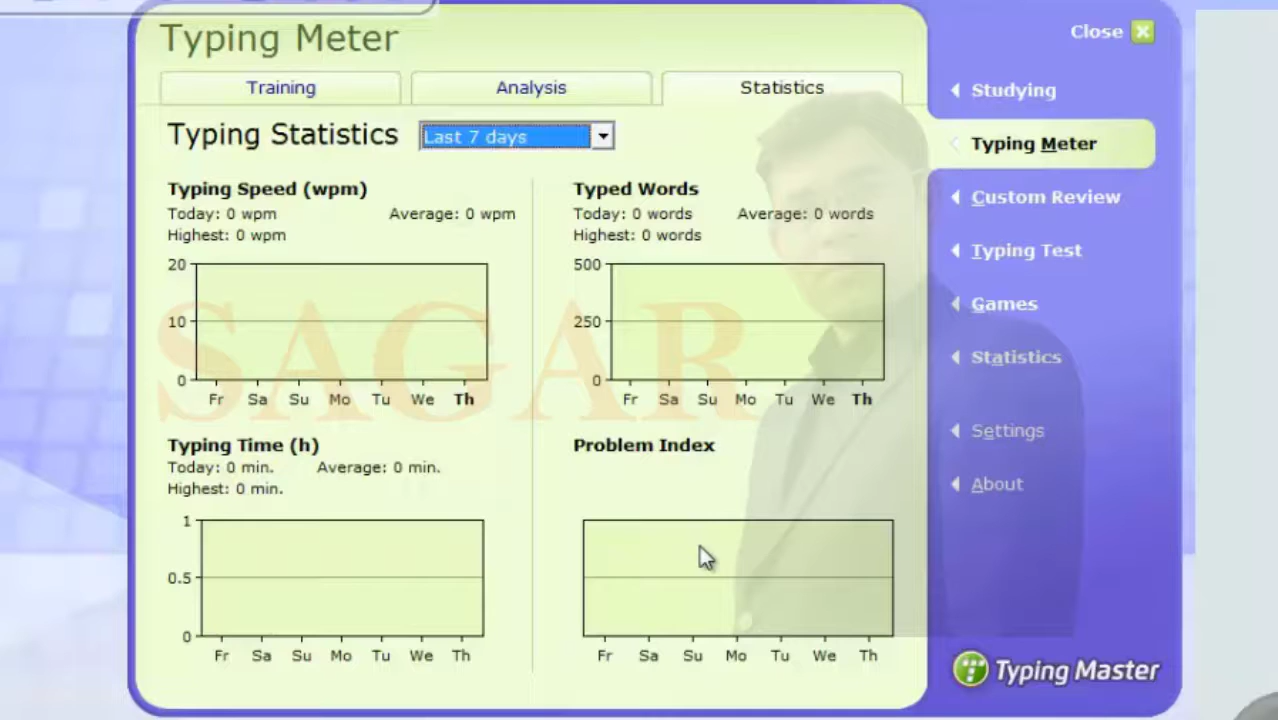 Typing Meter
Close
Training
Analysis
Statistics
Studying
Typing Meter
Custom Review
Typing Test
Games
Statistics
Settings
About
Typing Statistics
Last 7 days
Typing Speed (wpm)
Today: 0 wpm Average: 0 wpm
Highest: 0 wpm
20
10
0
Fr Sa Su Mo Tu We Th
Typed Words
Today: 0 words Average: 0 words
Highest: 0 words
500
250
0
Fr Sa Su Mo Tu We Th
SAGAR
Typing Time (h)
Today: 0 min. Average: 0 min.
Highest: 0 min.
1
0.5
0
Fr Sa Su Mo Tu We Th
Problem Index
Fr Sa Su Mo Tu We Th
Typing Master